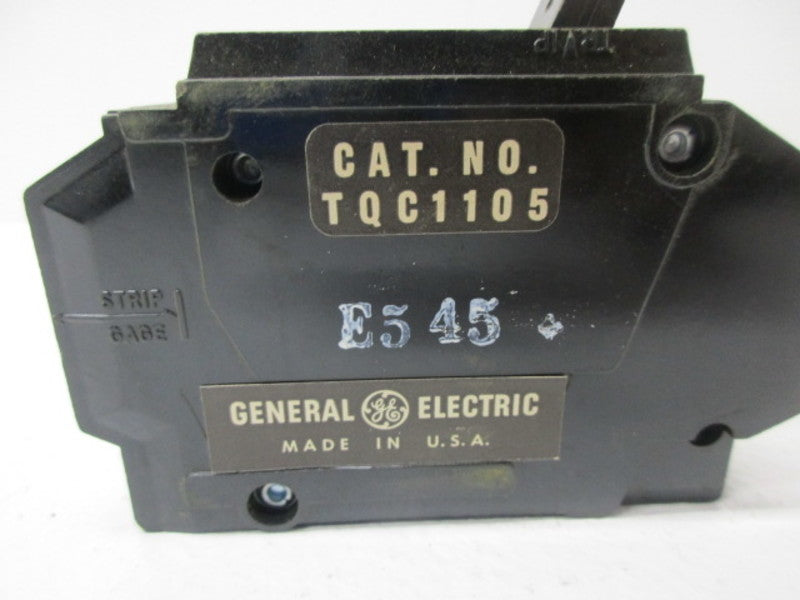 CAT. NO.
TQC1105
STRIP
GAGE
E5 45
GENERAL GE ELECTRIC
MADE IN U.S.A.